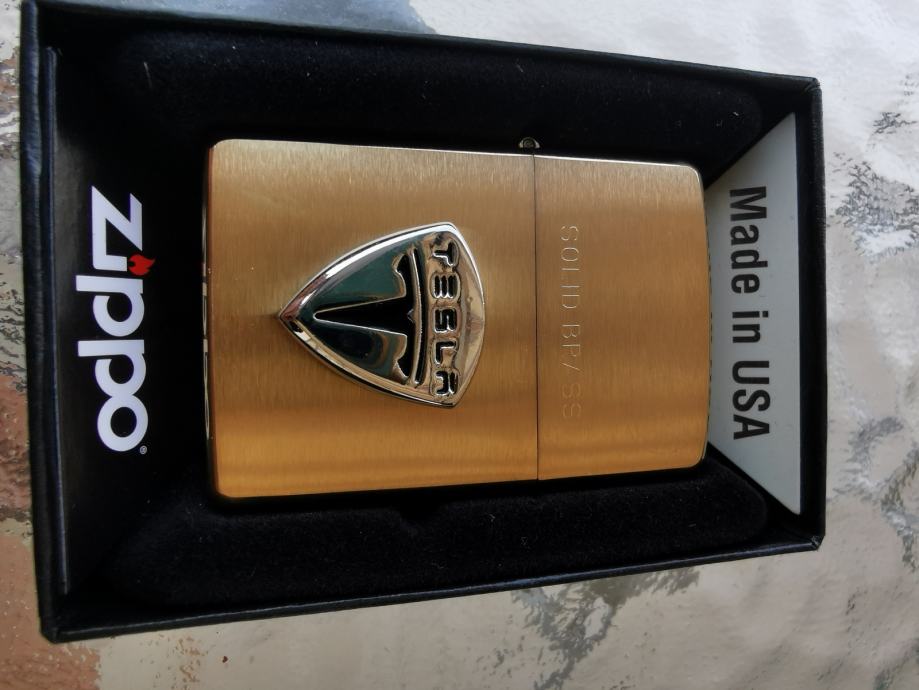 Made in USA
SOLID BRASS
TESLA
zippo®